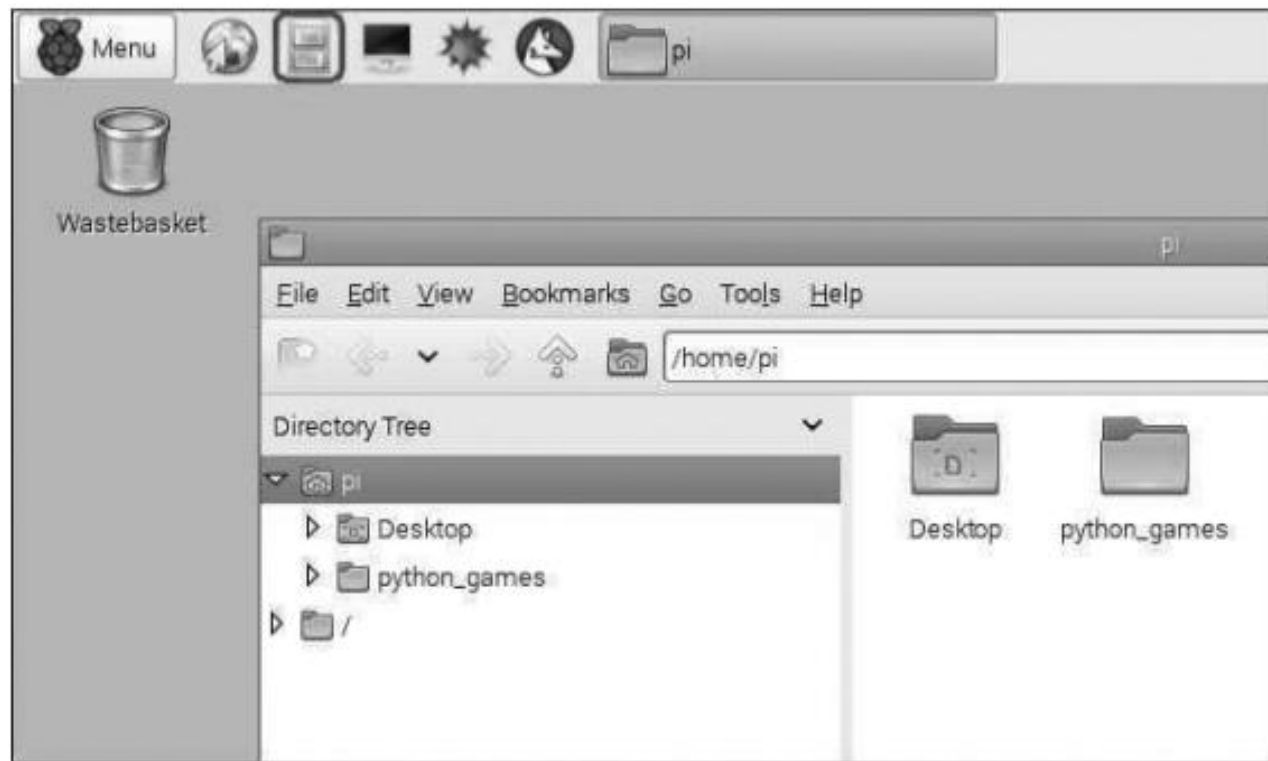 Menu pi
Wastebasket
pi
File Edit View Bookmarks Go Tools Help
/home/pi
Directory Tree
pi
Desktop
python_games
/
Desktop python_games